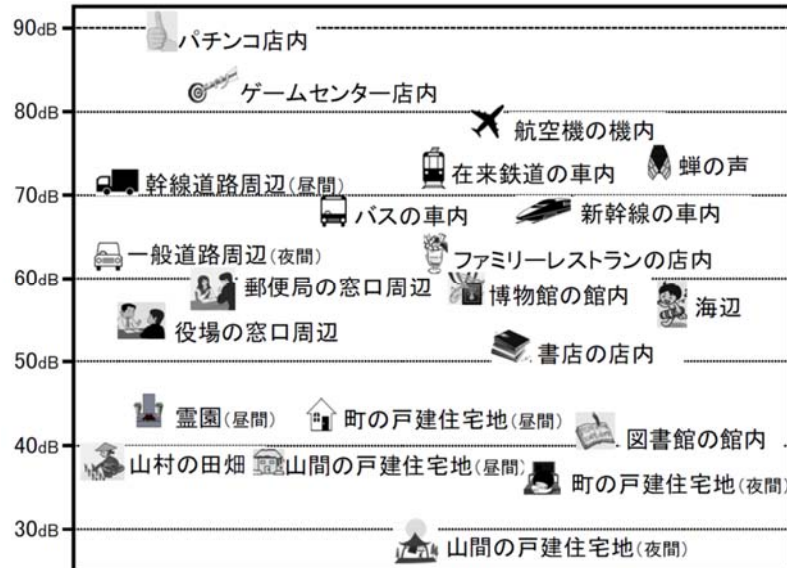 90dB
パチンコ店内
ゲームセンター店内
80dB
航空機の機内
蝉の声
在来鉄道の車内
幹線道路周辺(昼間)
70dB
バスの車内
新幹線の車内
一般道路周辺(夜間)
ファミリーレストランの店内
60dB
郵便局の窓口周辺
博物館の館内
海辺
役場の窓口周辺
書店の店内
50dB
霊園(昼間)
町の戸建住宅地(昼間)
図書館の館内
40dB
山村の田畑
山間の戸建住宅地(昼間)
町の戸建住宅地(夜間)
30dB
山間の戸建住宅地(夜間)